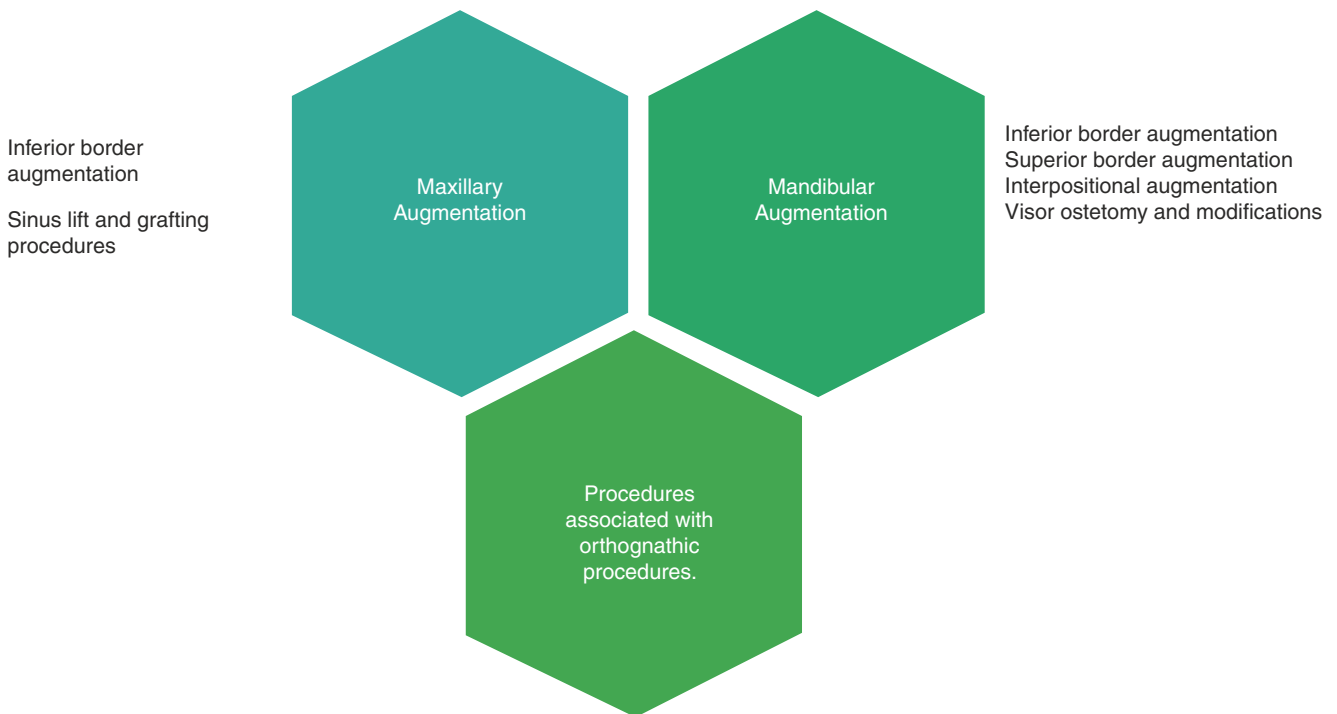 Inferior border
augmentation
Sinus lift and grafting
procedures
Maxillary
Augmentation
Mandibular
Augmentation
Inferior border augmentation
Superior border augmentation
Interpositional augmentation
Visor ostetomy and modifications
Procedures
associated with
orthognathic
procedures.